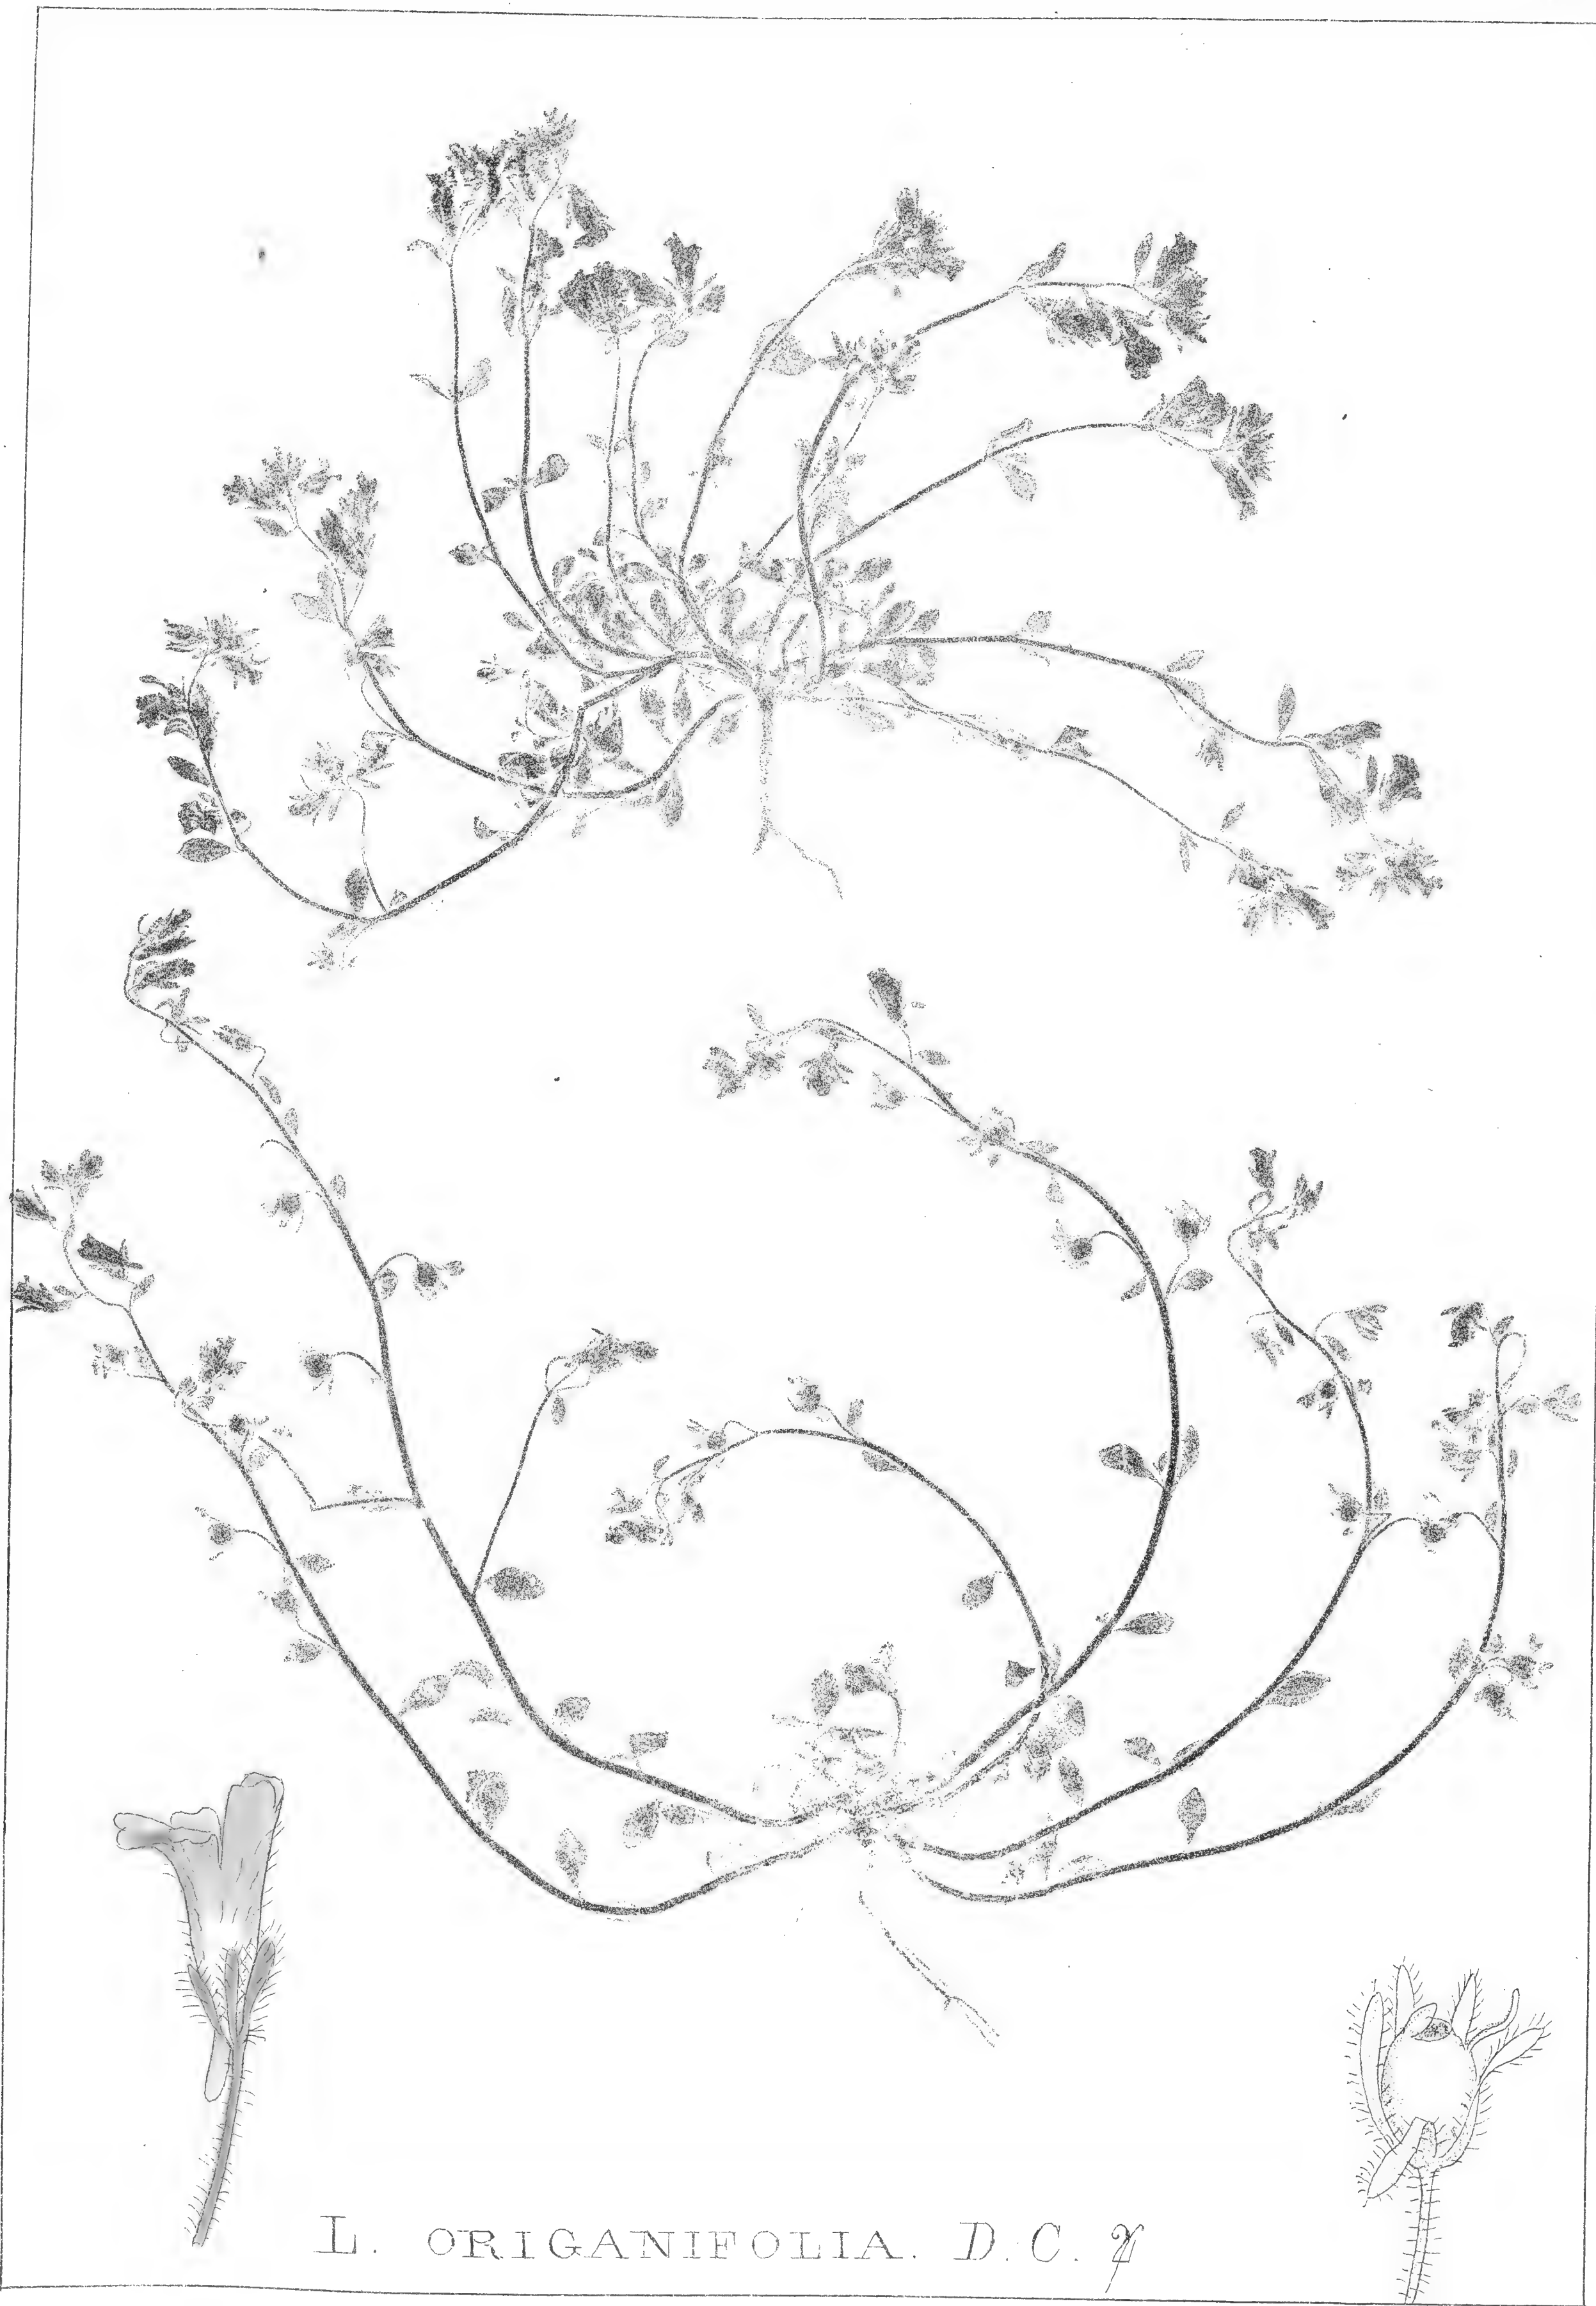 L. ORIGANIFOLIA. D. C. ♃